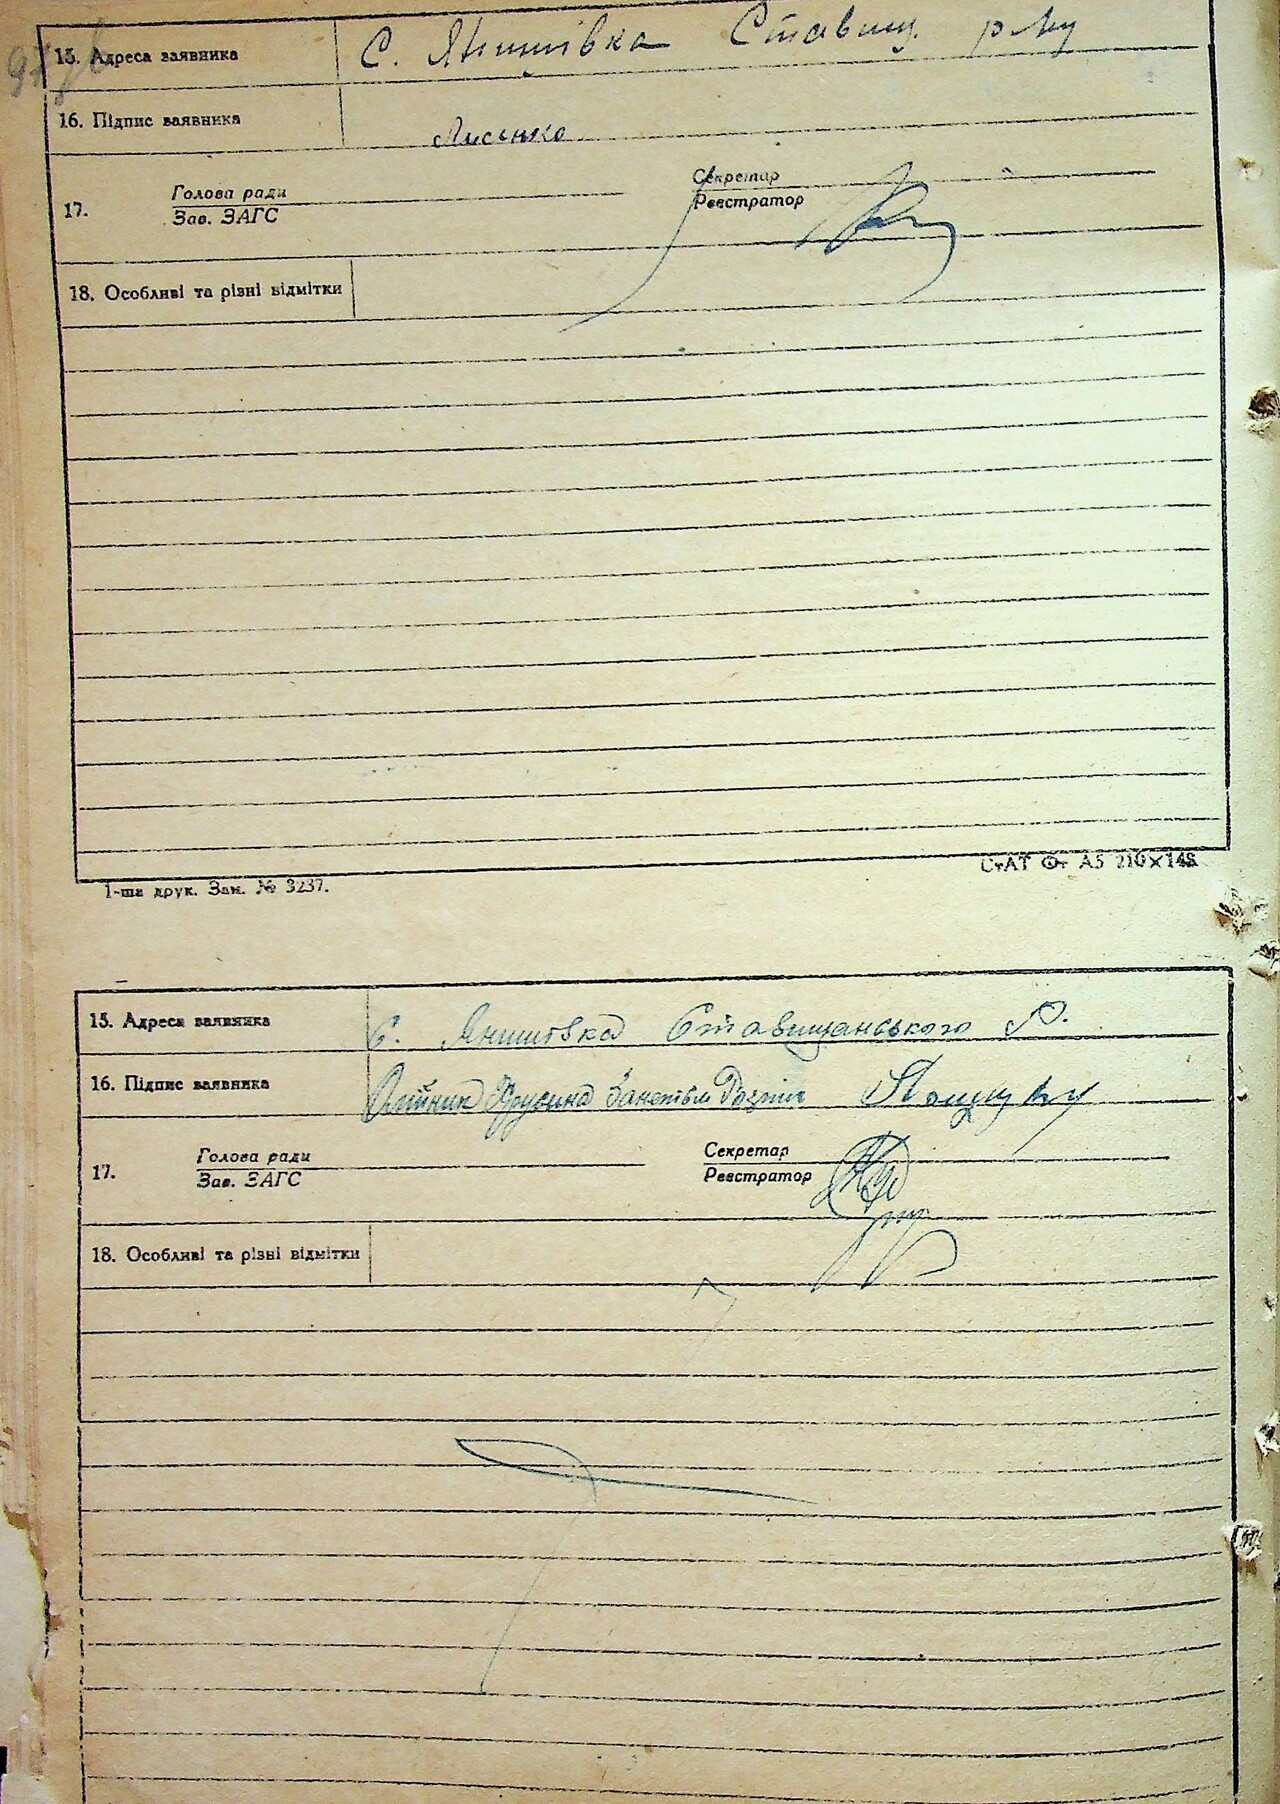 15. Адреса заявника С. Янишівка Ставищ. р-ну
16. Підпис заявника Лисенко
17. Голова ради Секретар
Зав. ЗАГС Реєстратор
18. Особливі та різні відмітки
1-ша друк. Зам. № 3237. СтАТ Фт А5 210×148
15. Адреса заявника С. Янишівка Ставищанського Р.
16. Підпис заявника Олійник
17. Голова ради Секретар
Зав. ЗАГС Реєстратор
18. Особливі та різні відмітки